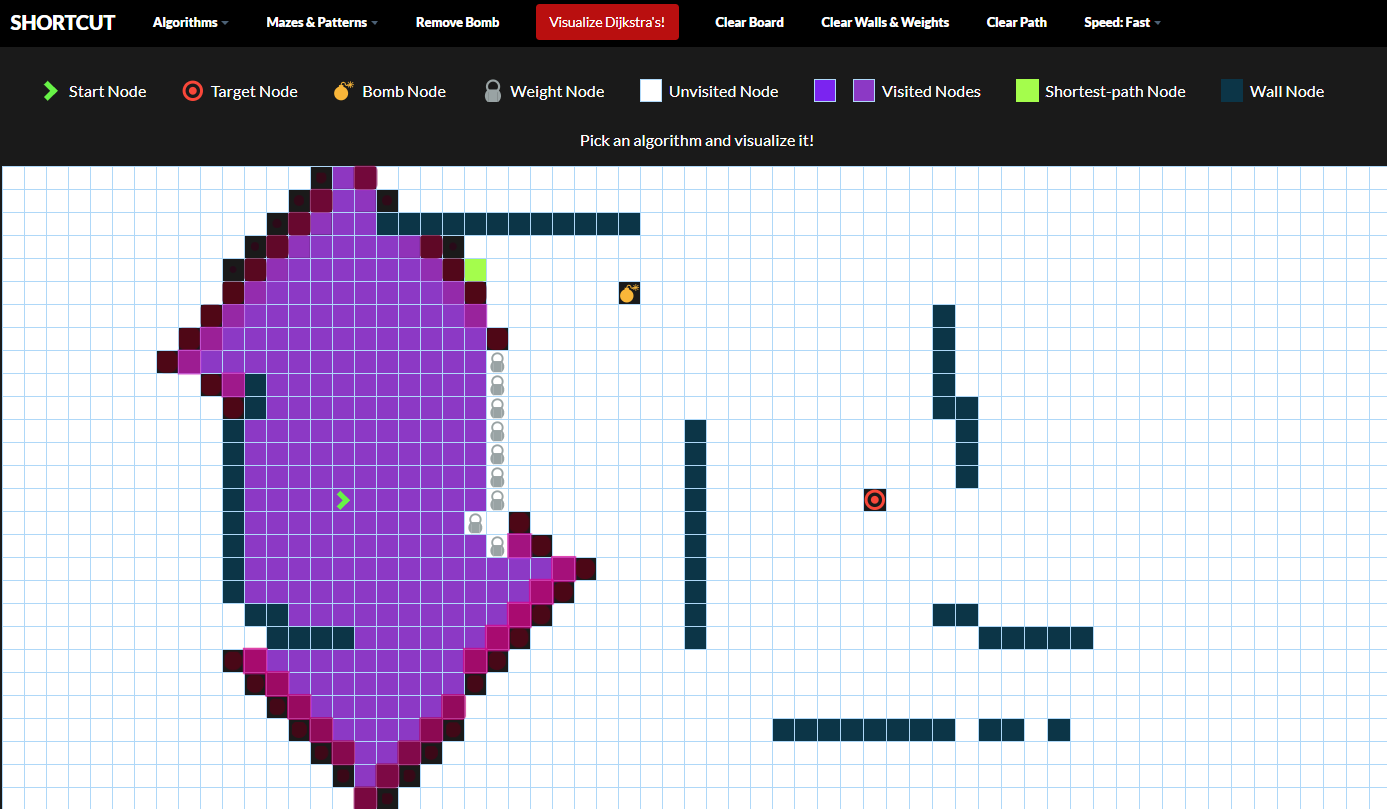 SHORTCUT Algorithms Mazes & Patterns Remove Bomb Visualize Dijkstra's! Clear Board Clear Walls & Weights Clear Path Speed: Fast
Start Node Target Node Bomb Node Weight Node Unvisited Node Visited Nodes Shortest-path Node Wall Node
Pick an algorithm and visualize it!